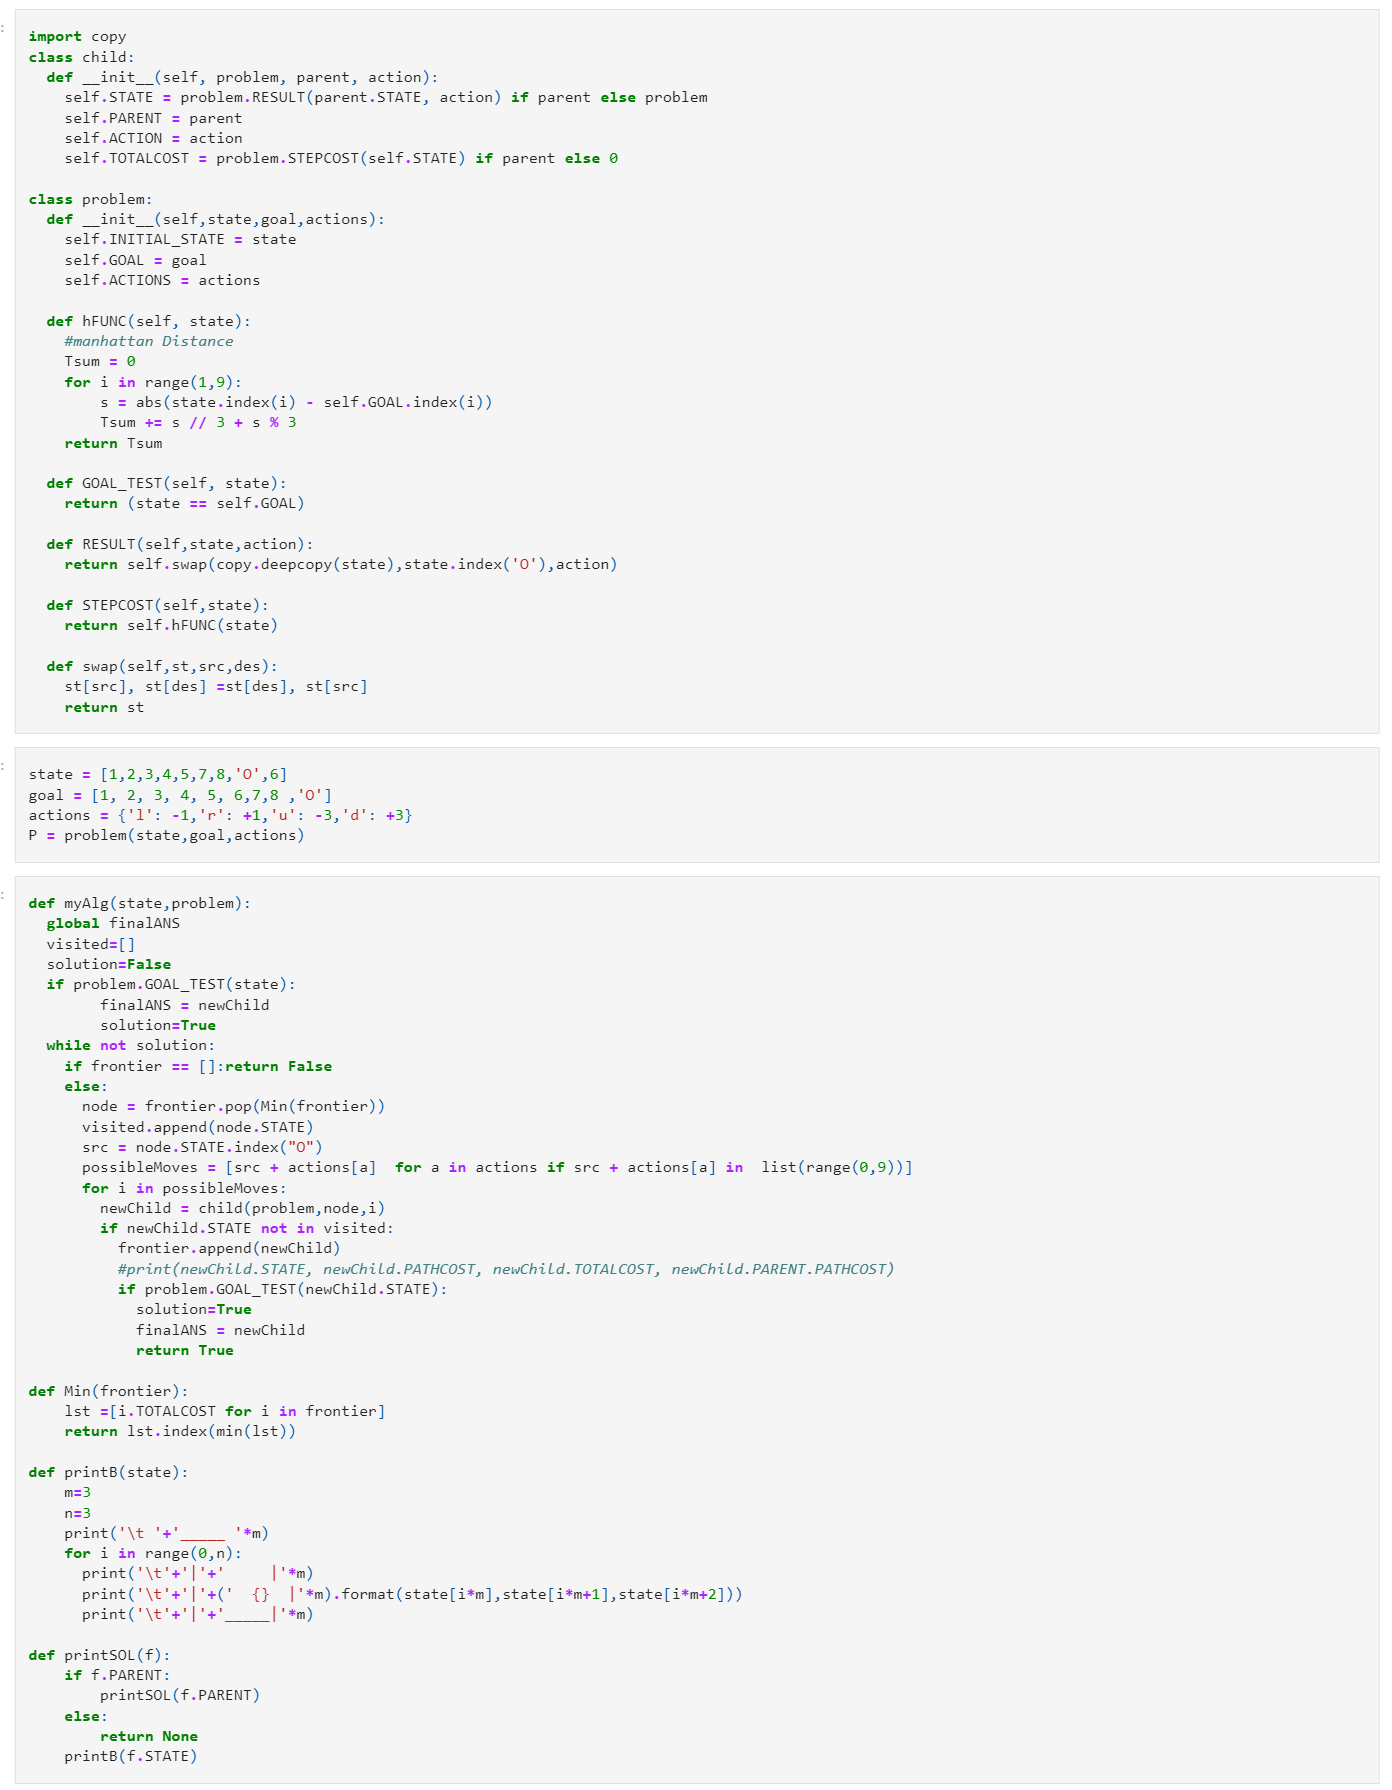 :
import copy
class child:
  def __init__(self, problem, parent, action):
    self.STATE = problem.RESULT(parent.STATE, action) if parent else problem
    self.PARENT = parent
    self.ACTION = action
    self.TOTALCOST = problem.STEPCOST(self.STATE) if parent else 0

class problem:
  def __init__(self,state,goal,actions):
    self.INITIAL_STATE = state
    self.GOAL = goal
    self.ACTIONS = actions

  def hFUNC(self, state):
    #manhattan Distance
    Tsum = 0
    for i in range(1,9):
        s = abs(state.index(i) - self.GOAL.index(i))
        Tsum += s // 3 + s % 3
    return Tsum

  def GOAL_TEST(self, state):
    return (state == self.GOAL)

  def RESULT(self,state,action):
    return self.swap(copy.deepcopy(state),state.index('O'),action)

  def STEPCOST(self,state):
    return self.hFUNC(state)

  def swap(self,st,src,des):
    st[src], st[des] =st[des], st[src]
    return st

:
state = [1,2,3,4,5,7,8,'O',6]
goal = [1, 2, 3, 4, 5, 6,7,8 ,'O']
actions = {'l': -1,'r': +1,'u': -3,'d': +3}
P = problem(state,goal,actions)

:
def myAlg(state,problem):
  global finalANS
  visited=[]
  solution=False
  if problem.GOAL_TEST(state):
        finalANS = newChild
        solution=True
  while not solution:
    if frontier == []:return False
    else:
      node = frontier.pop(Min(frontier))
      visited.append(node.STATE)
      src = node.STATE.index("O")
      possibleMoves = [src + actions[a]  for a in actions if src + actions[a] in  list(range(0,9))]
      for i in possibleMoves:
        newChild = child(problem,node,i)
        if newChild.STATE not in visited:
          frontier.append(newChild)
          #print(newChild.STATE, newChild.PATHCOST, newChild.TOTALCOST, newChild.PARENT.PATHCOST)
          if problem.GOAL_TEST(newChild.STATE):
            solution=True
            finalANS = newChild
            return True

def Min(frontier):
    lst =[i.TOTALCOST for i in frontier]
    return lst.index(min(lst))

def printB(state):
    m=3
    n=3
    print('\t '+'_____ '*m)
    for i in range(0,n):
      print('\t'+'|'+'     |'*m)
      print('\t'+'|'+('  {}  |'*m).format(state[i*m],state[i*m+1],state[i*m+2]))
      print('\t'+'|'+'_____|'*m)

def printSOL(f):
    if f.PARENT:
        printSOL(f.PARENT)
    else:
        return None
    printB(f.STATE)